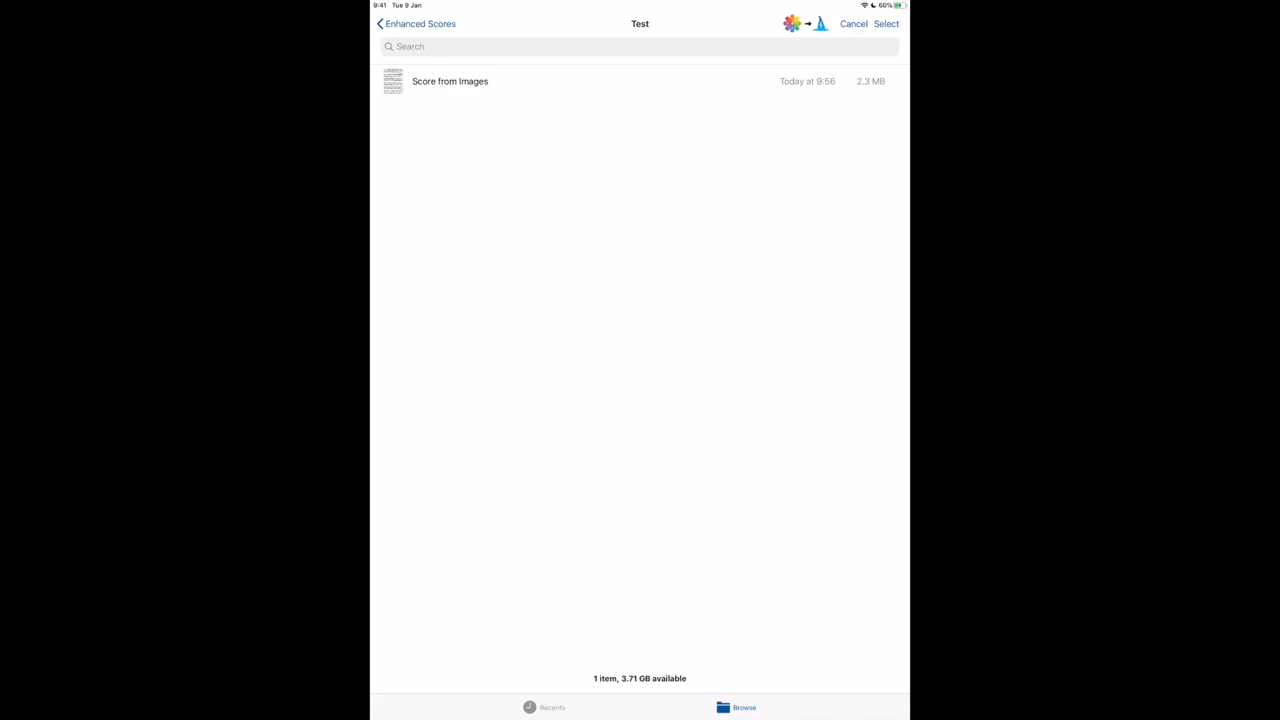 9:41 Tue 9 Jan 60%
Enhanced Scores Test Cancel Select
Search
Score from Images Today at 9:56 2.3 MB
1 item, 3.71 GB available
Recents Browse